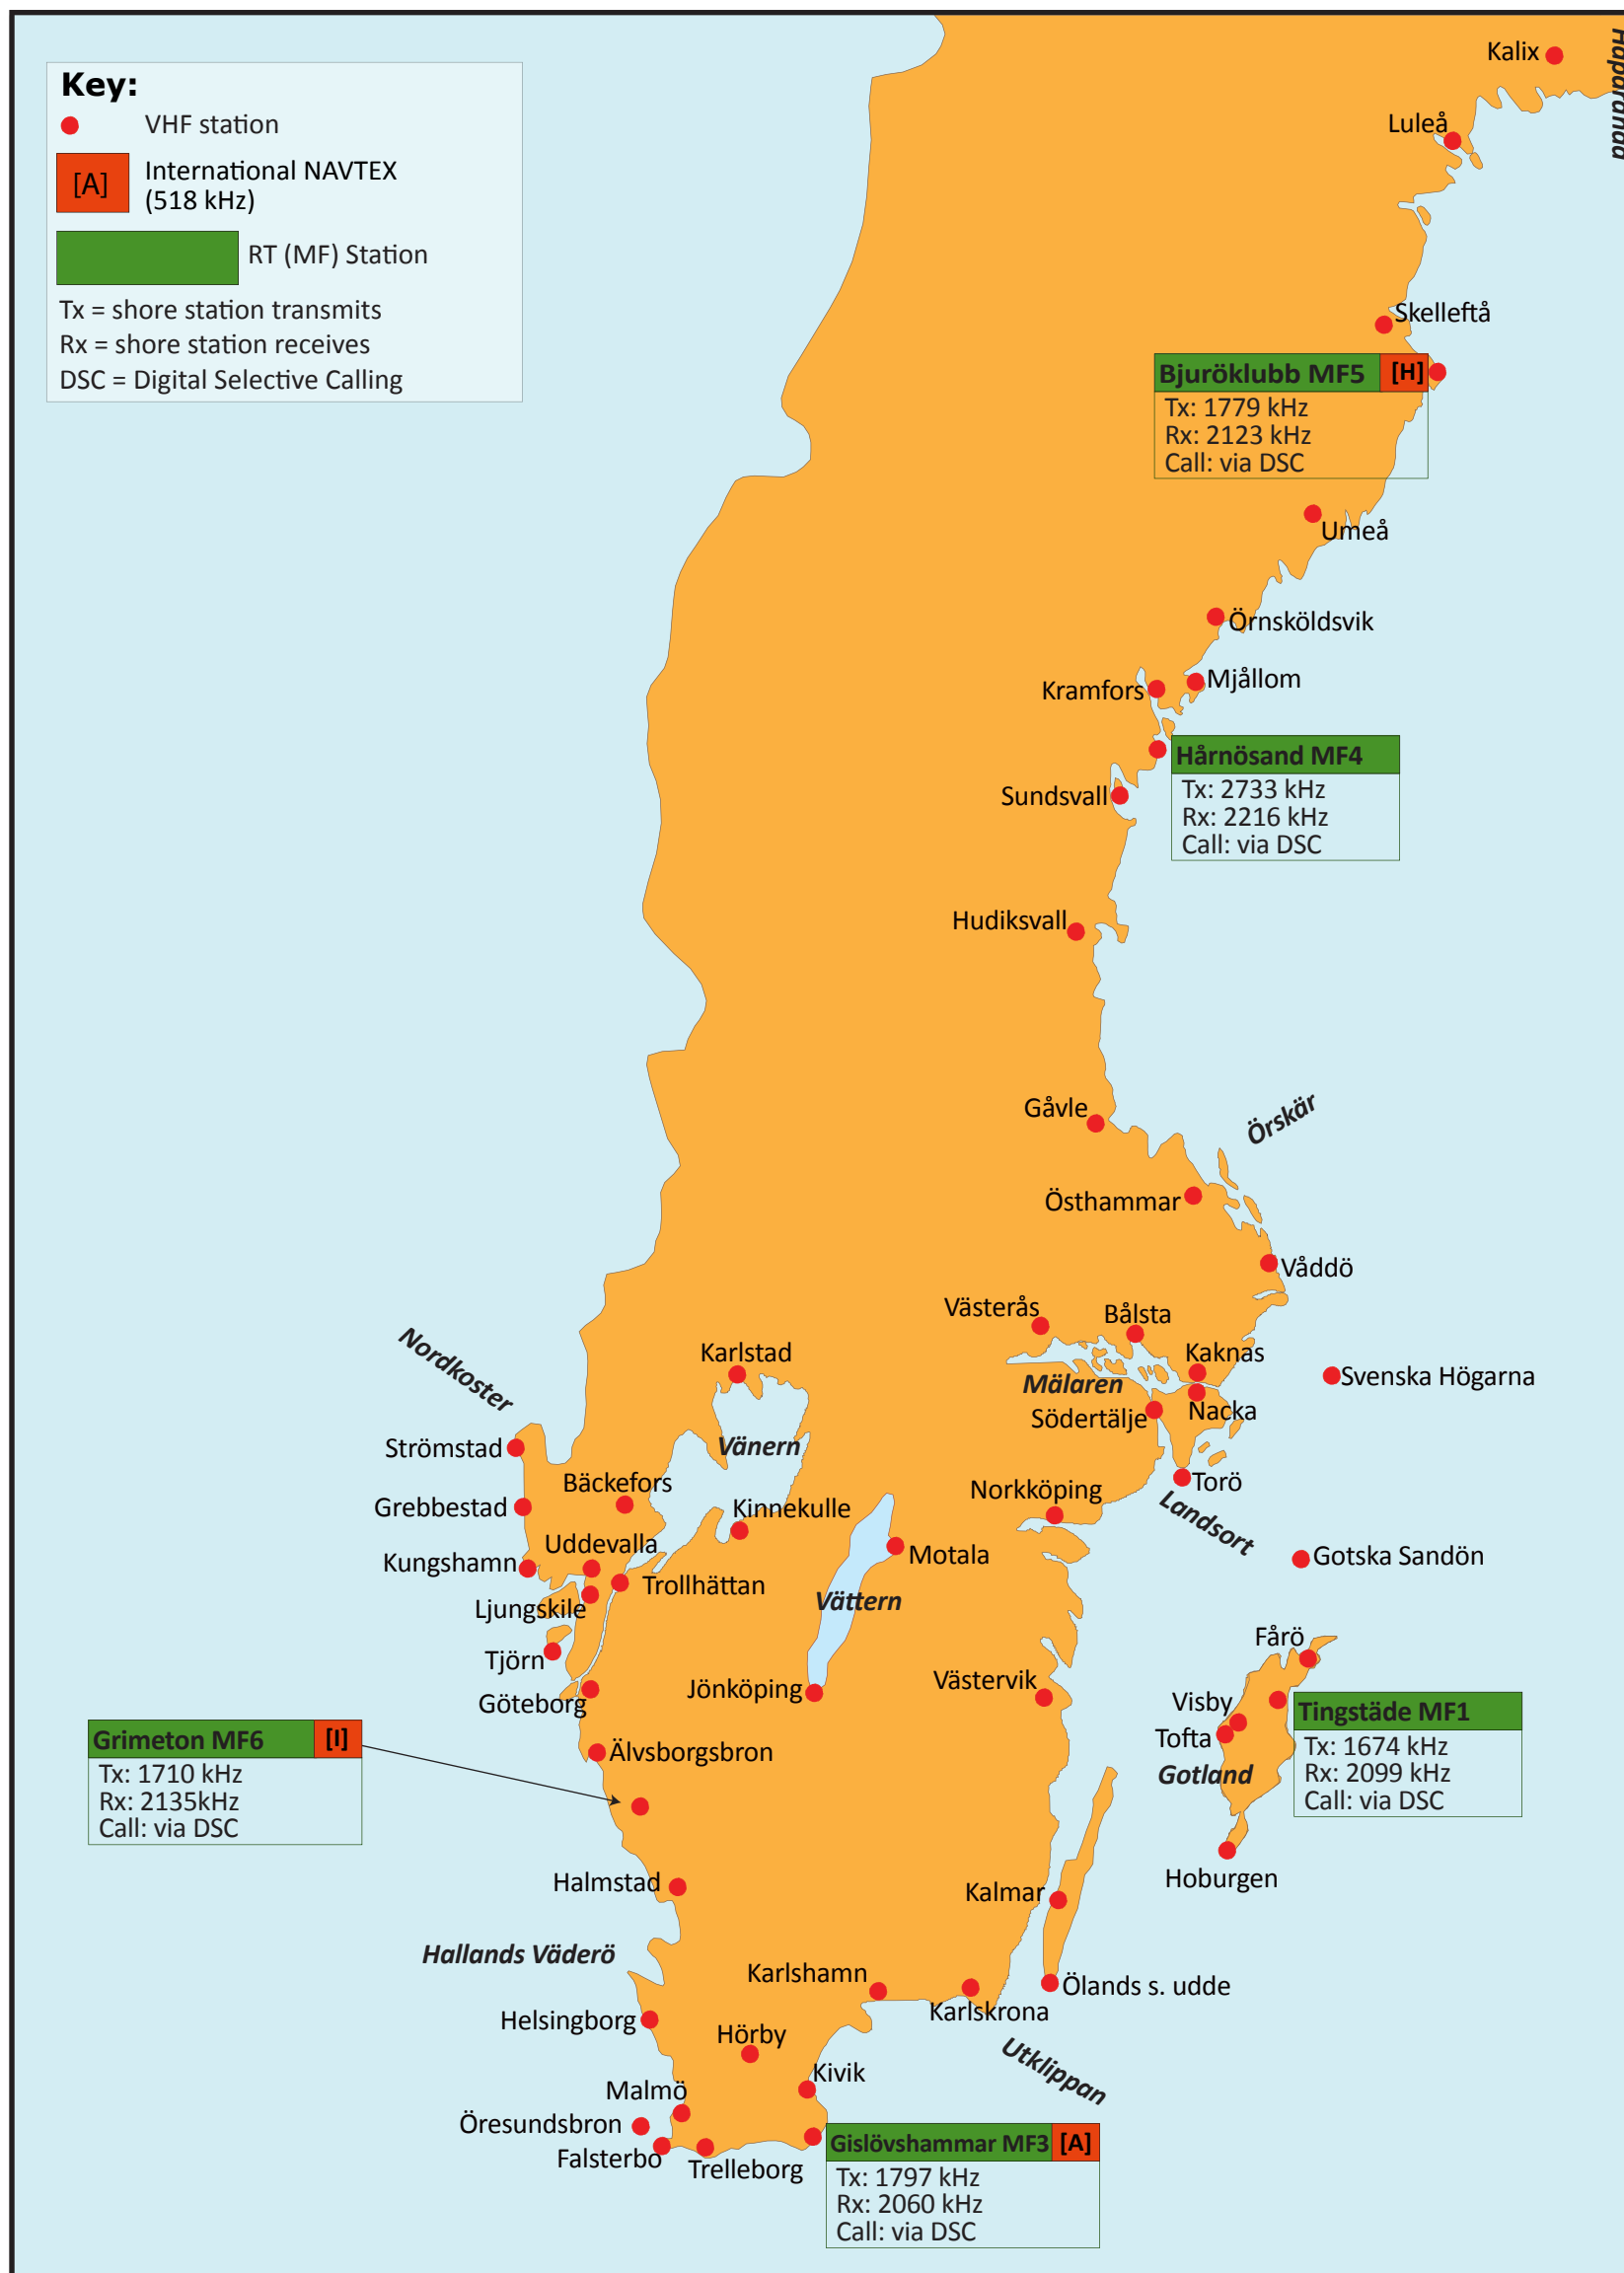 Key:
VHF station
[A]
International NAVTEX
(518 kHz)
RT (MF) Station
Tx = shore station transmits
Rx = shore station receives
DSC = Digital Selective Calling
Kalix
Haparanda
Luleå
Skelleftå
Bjuröklubb MF5 [H]
Tx: 1779 kHz
Rx: 2123 kHz
Call: via DSC
Umeå
Örnsköldsvik
Mjållom
Kramfors
Hårnösand MF4
Tx: 2733 kHz
Rx: 2216 kHz
Call: via DSC
Sundsvall
Hudiksvall
Gåvle
Örskär
Östhammar
Våddö
Västerås
Bålsta
Kaknas
Svenska Högarna
Mälaren
Nacka
Södertälje
Torö
Landsort
Norkköping
Gotska Sandön
Nordkoster
Karlstad
Vänern
Strömstad
Bäckefors
Grebbestad
Kinnekulle
Motala
Uddevalla
Kungshamn
Trollhättan
Ljungskile
Vättern
Tjörn
Göteborg
Jönköping
Västervik
Fårö
Visby
Tofta
Gotland
Tingstäde MF1
Tx: 1674 kHz
Rx: 2099 kHz
Call: via DSC
Hoburgen
Grimeton MF6 [I]
Tx: 1710 kHz
Rx: 2135kHz
Call: via DSC
Älvsborgsbron
Halmstad
Kalmar
Hallands Väderö
Karlshamn
Karlskrona
Ölands s. udde
Helsingborg
Hörby
Utklippan
Kivik
Malmö
Öresundsbron
Falsterbo
Trelleborg
Gislövshammar MF3 [A]
Tx: 1797 kHz
Rx: 2060 kHz
Call: via DSC